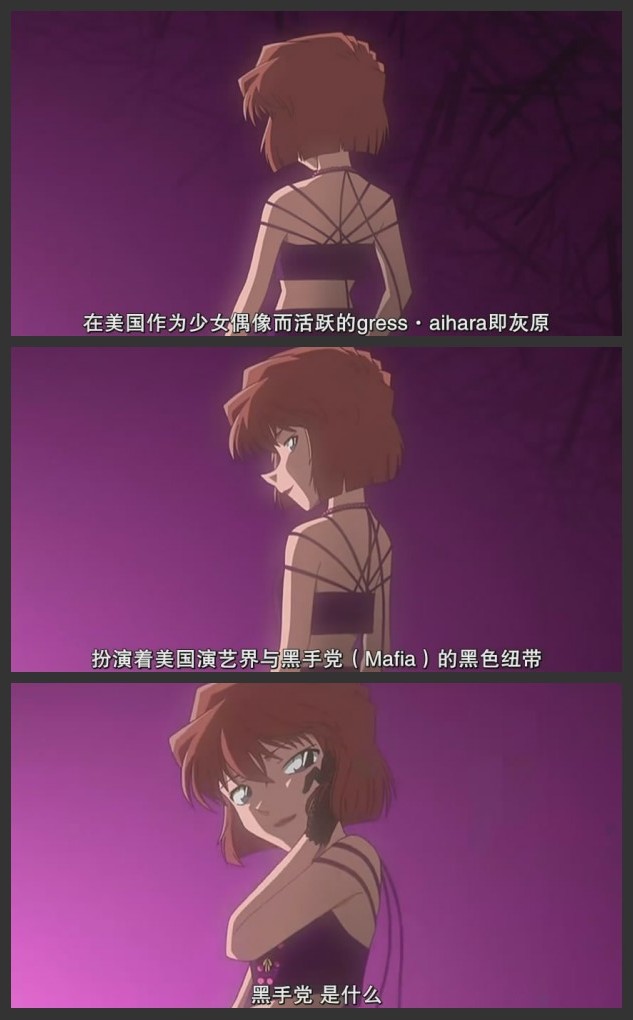 在美国作为少女偶像而活跃的gress・aihara即灰原
扮演着美国演艺界与黑手党（Mafia）的黑色纽带
黑手党 是什么